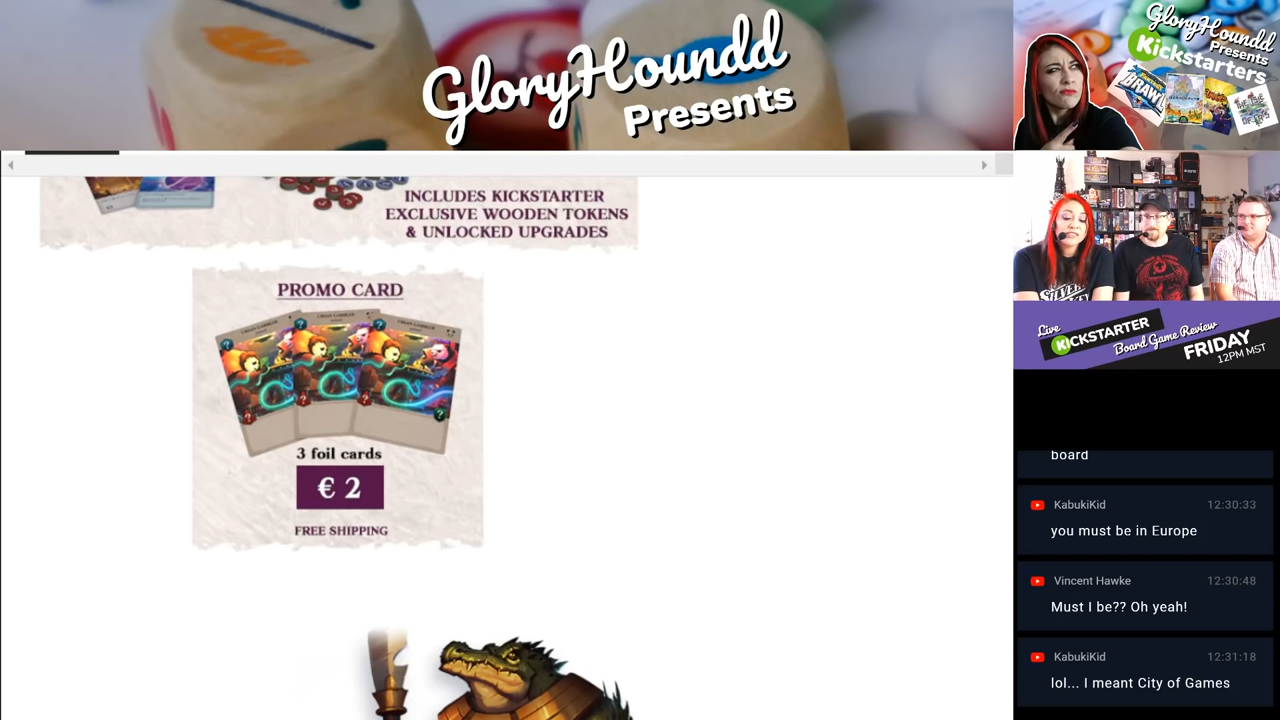 GloryHoundd
Presents
GloryHoundd
Presents
Kickstarters
BRAWL
INCLUDES KICKSTARTER
EXCLUSIVE WOODEN TOKENS
& UNLOCKED UPGRADES
PROMO CARD
3 foil cards
€ 2
FREE SHIPPING
Live
KICKSTARTER
Board Game Review
FRIDAY
12PM MST
board
KabukiKid 12:30:33
you must be in Europe
Vincent Hawke 12:30:48
Must I be?? Oh yeah!
KabukiKid 12:31:18
lol... I meant City of Games